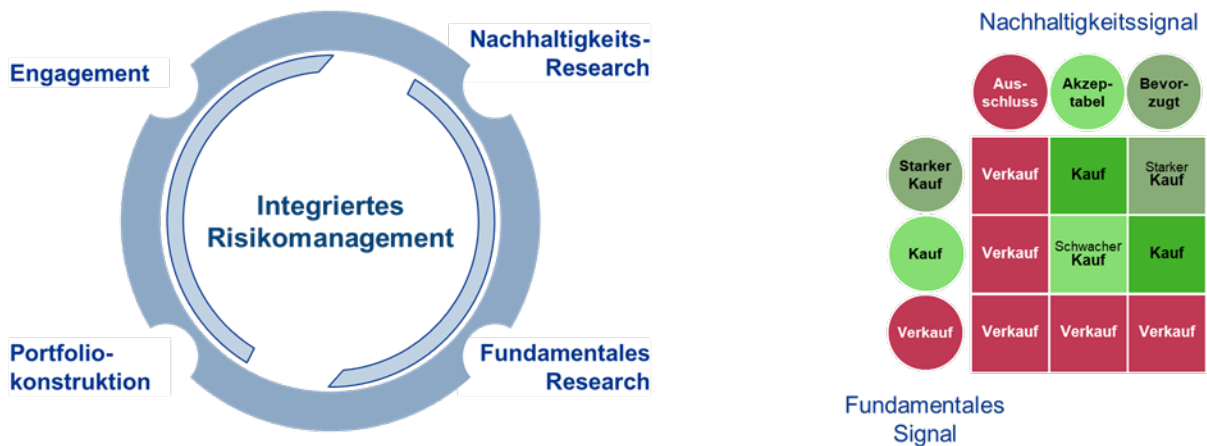 Engagement
Nachhaltigkeits-
Research
Integriertes
Risikomanagement
Portfolio-
konstruktion
Fundamentales
Research
Nachhaltigkeitssignal
Aus-
schluss
Akzep-
tabel
Bevor-
zugt
Starker
Kauf
Verkauf
Kauf
Starker
Kauf
Kauf
Verkauf
Schwacher
Kauf
Kauf
Verkauf
Verkauf
Verkauf
Verkauf
Fundamentales
Signal